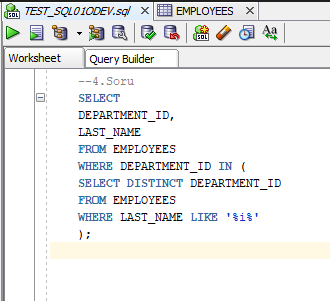 TEST_SQL01ODEV.sql
EMPLOYEES
Worksheet
Query Builder
--4.Soru
SELECT
DEPARTMENT_ID,
LAST_NAME
FROM EMPLOYEES
WHERE DEPARTMENT_ID IN (
SELECT DISTINCT DEPARTMENT_ID
FROM EMPLOYEES
WHERE LAST_NAME LIKE '%i%'
);